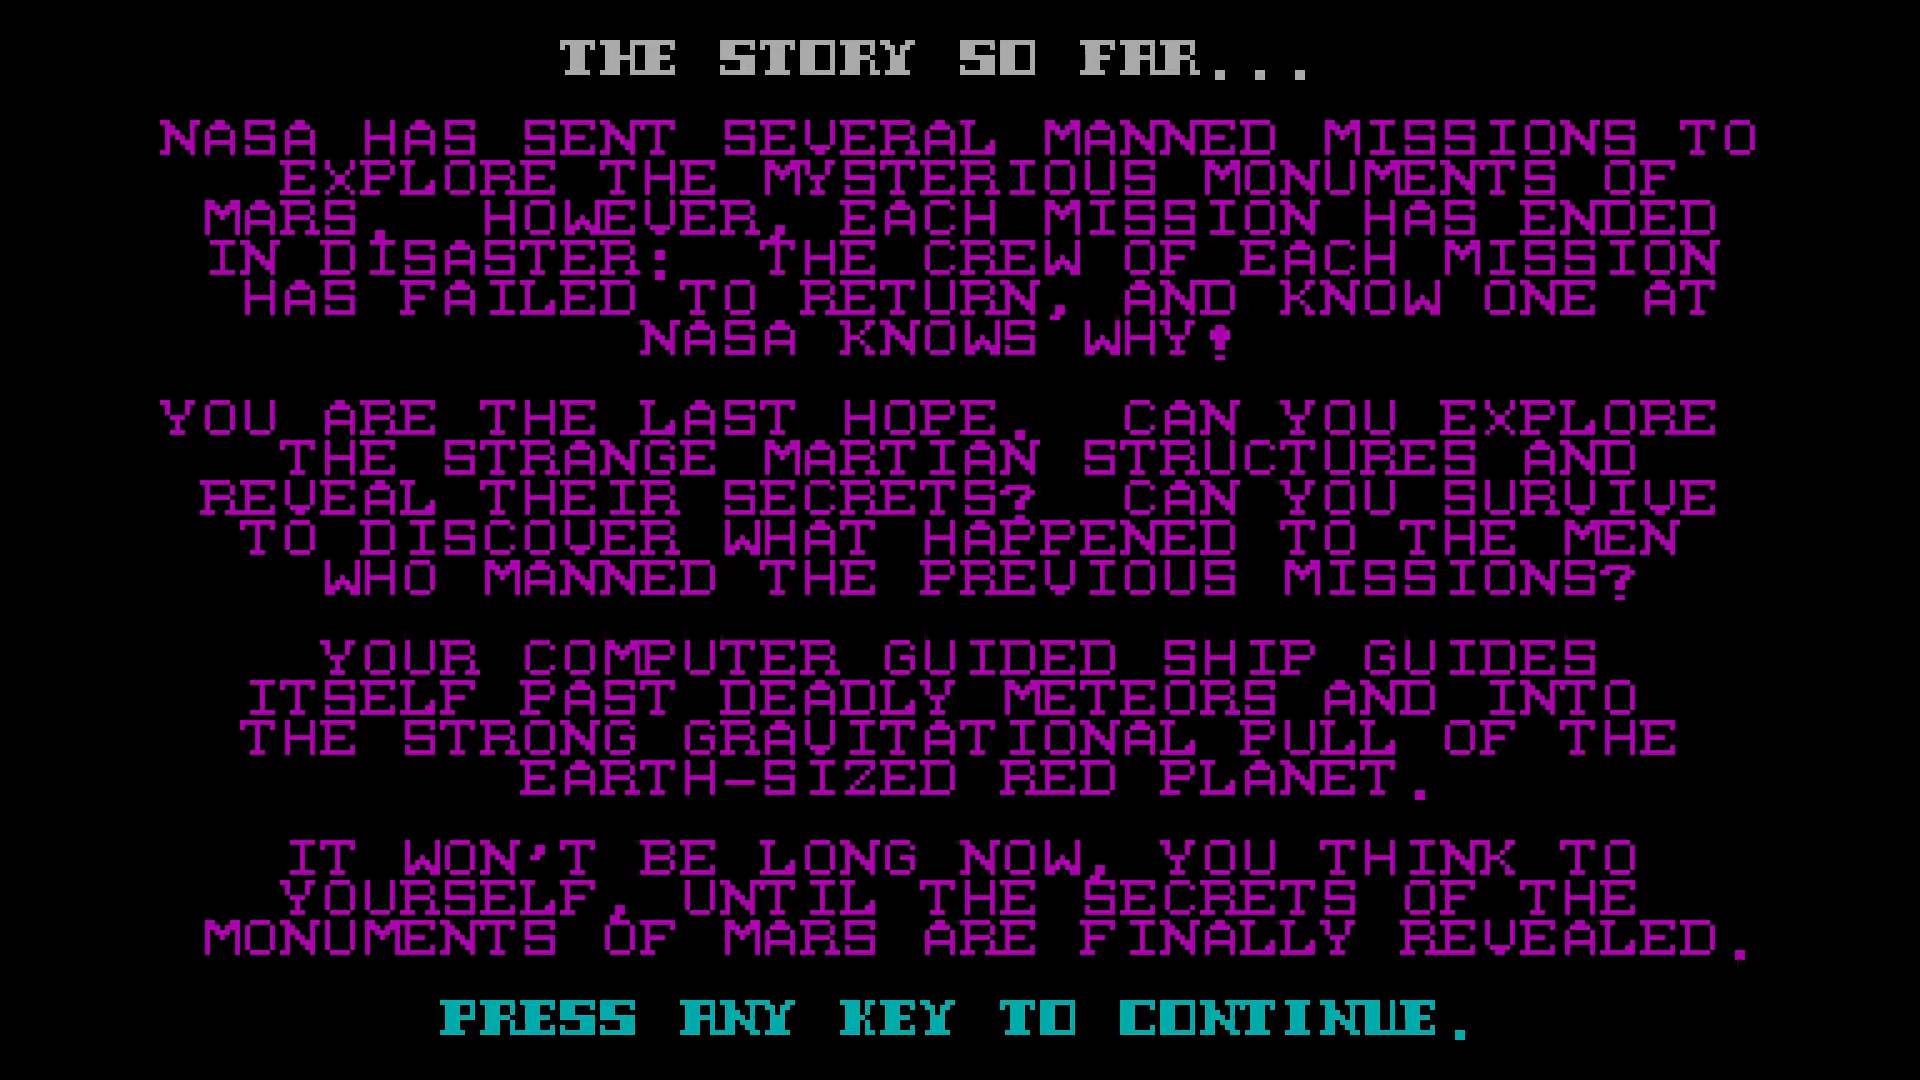 THE STORY SO FAR...
NASA HAS SENT SEVERAL MANNED MISSIONS TO
EXPLORE THE MYSTERIOUS MONUMENTS OF
MARS. HOWEVER, EACH MISSION HAS ENDED
IN DISASTER: THE CREW OF EACH MISSION
HAS FAILED TO RETURN, AND KNOW ONE AT
NASA KNOWS WHY!
YOU ARE THE LAST HOPE. CAN YOU EXPLORE
THE STRANGE MARTIAN STRUCTURES AND
REVEAL THEIR SECRETS? CAN YOU SURVIVE
TO DISCOVER WHAT HAPPENED TO THE MEN
WHO MANNED THE PREVIOUS MISSIONS?
YOUR COMPUTER GUIDED SHIP GUIDES
ITSELF PAST DEADLY METEORS AND INTO
THE STRONG GRAVITATIONAL PULL OF THE
EARTH-SIZED RED PLANET.
IT WON'T BE LONG NOW, YOU THINK TO
YOURSELF, UNTIL THE SECRETS OF THE
MONUMENTS OF MARS ARE FINALLY REVEALED.
PRESS ANY KEY TO CONTINUE.